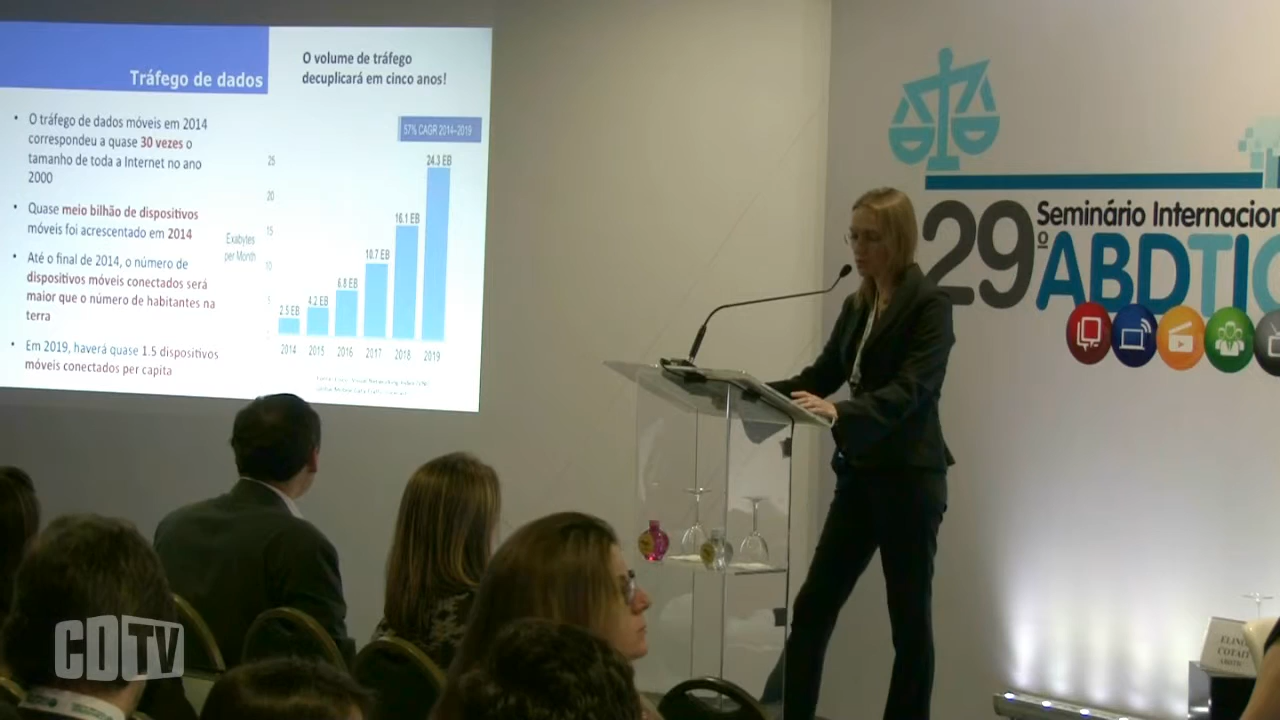 Tráfego de dados
O volume de tráfego
decuplicará em cinco anos!
• O tráfego de dados móveis em 2014
correspondeu a quase 30 vezes o
tamanho de toda a Internet no ano
2000
• Quase meio bilhão de dispositivos
móveis foi acrescentado em 2014
• Até o final de 2014, o número de
dispositivos móveis conectados será
maior que o número de habitantes na
terra
• Em 2019, haverá quase 1.5 dispositivos
móveis conectados per capita
57% CAGR 2014–2019
Exabytes
per Month
25
20
15
10
5
2.5 EB
4.2 EB
6.8 EB
10.7 EB
16.1 EB
24.3 EB
2014 2015 2016 2017 2018 2019
29º
Seminário Internacion
ABDTIC
CDTV